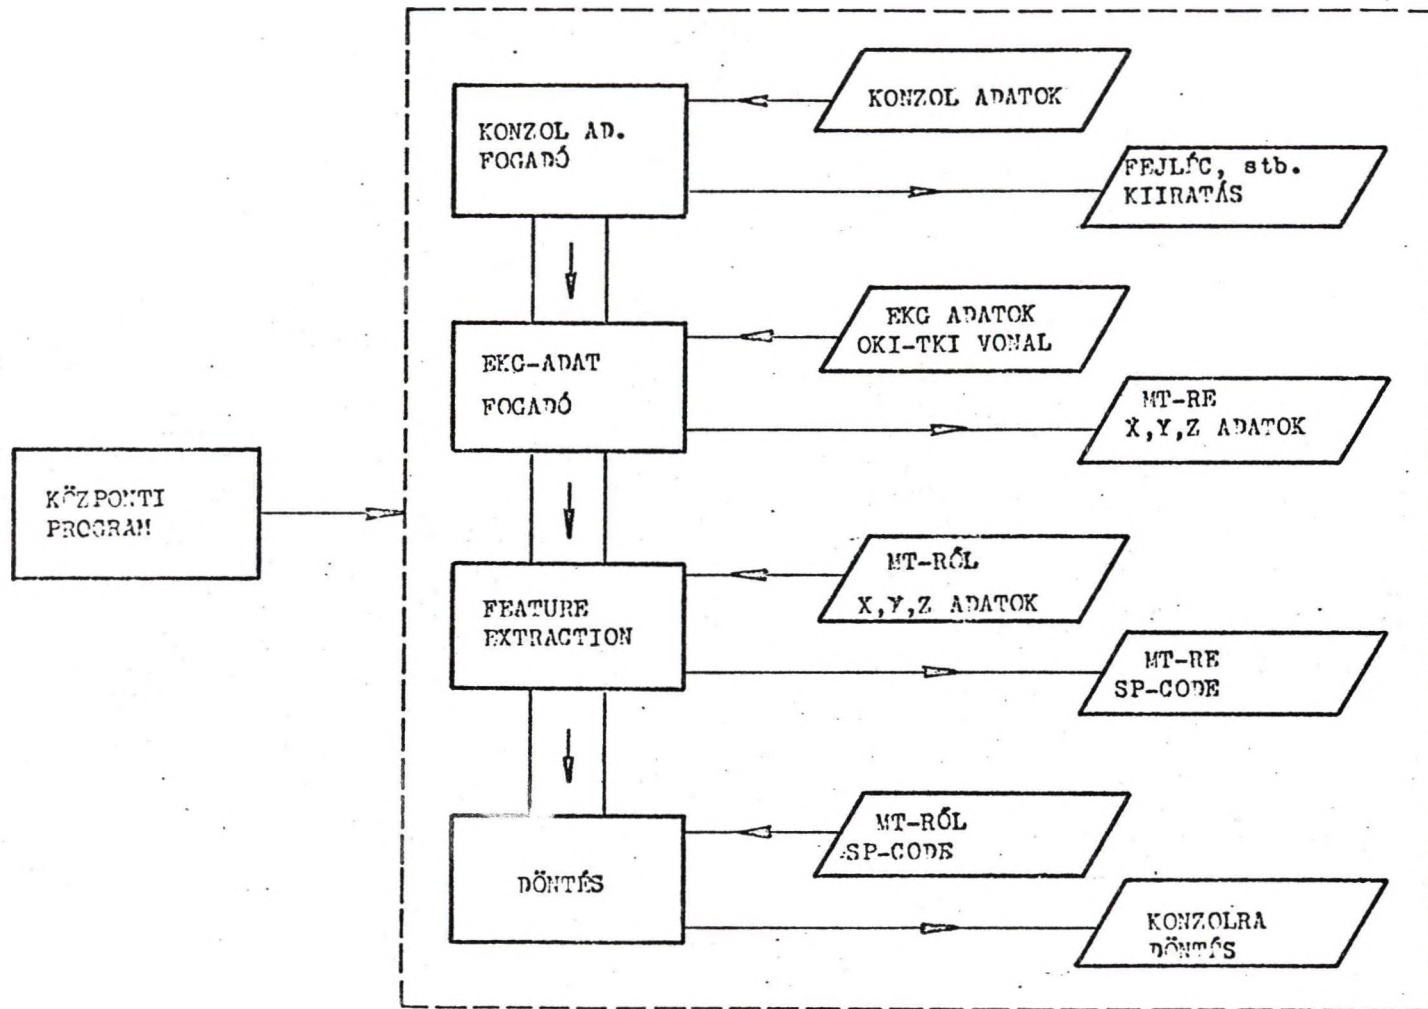 KONZOL ADATOK
KONZOL AD.
FOGADÓ
FEJLÉC, stb.
KIIRATÁS
EKG ADATOK
OKI-TKI VONAL
EKG-ADAT
FOGADÓ
MT-RE
X,Y,Z ADATOK
KÖZPONTI
PROGRAM
MT-RŐL
X,Y,Z ADATOK
FEATURE
EXTRACTION
MT-RE
SP-CODE
MT-RŐL
SP-CODE
DÖNTÉS
KONZOLRA
DÖNTÉS